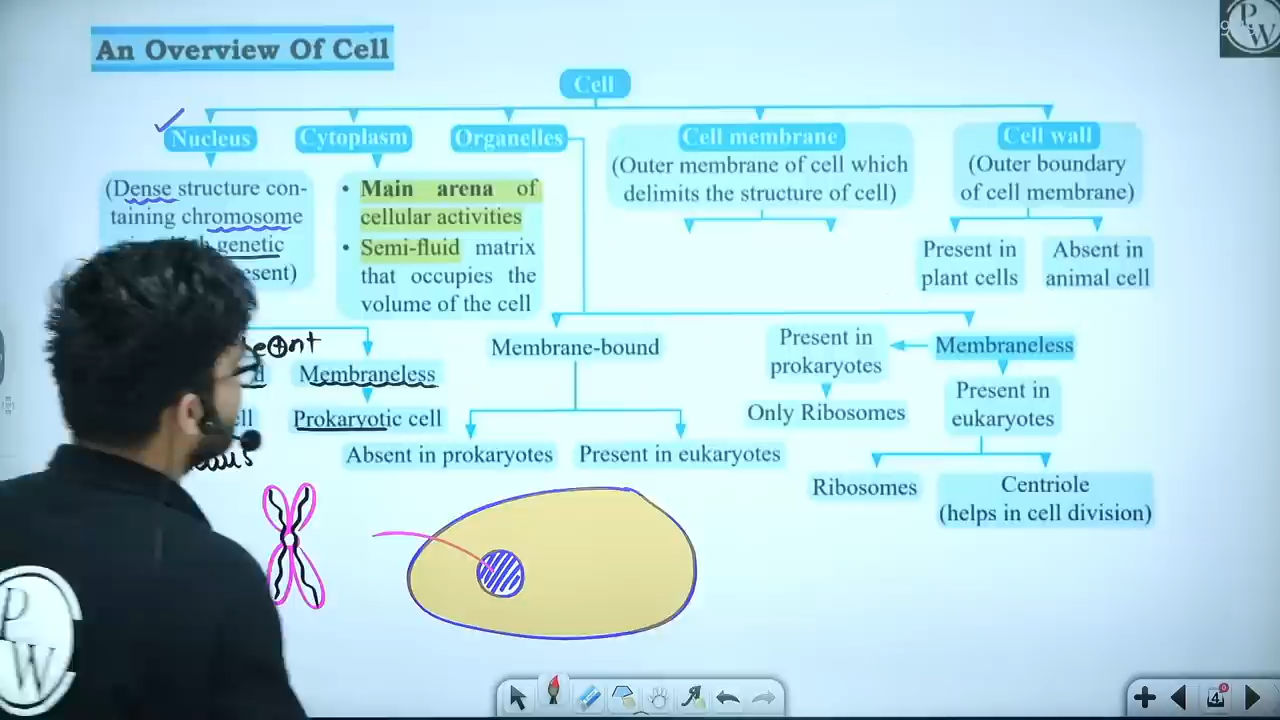 An Overview Of Cell
P
W
Cell
Nucleus
Cytoplasm
Organelles
Cell membrane
Cell wall
(Dense structure con-
taining chromosome
genetic
esent)
• Main arena of
cellular activities
• Semi-fluid matrix
that occupies the
volume of the cell
(Outer membrane of cell which
delimits the structure of cell)
(Outer boundary
of cell membrane)
Present in
plant cells
Absent in
animal cell
Membraneless
Prokaryotic cell
Membrane-bound
Absent in prokaryotes
Present in eukaryotes
Present in
prokaryotes
Only Ribosomes
Membraneless
Present in
eukaryotes
Ribosomes
Centriole
(helps in cell division)
P
W
4